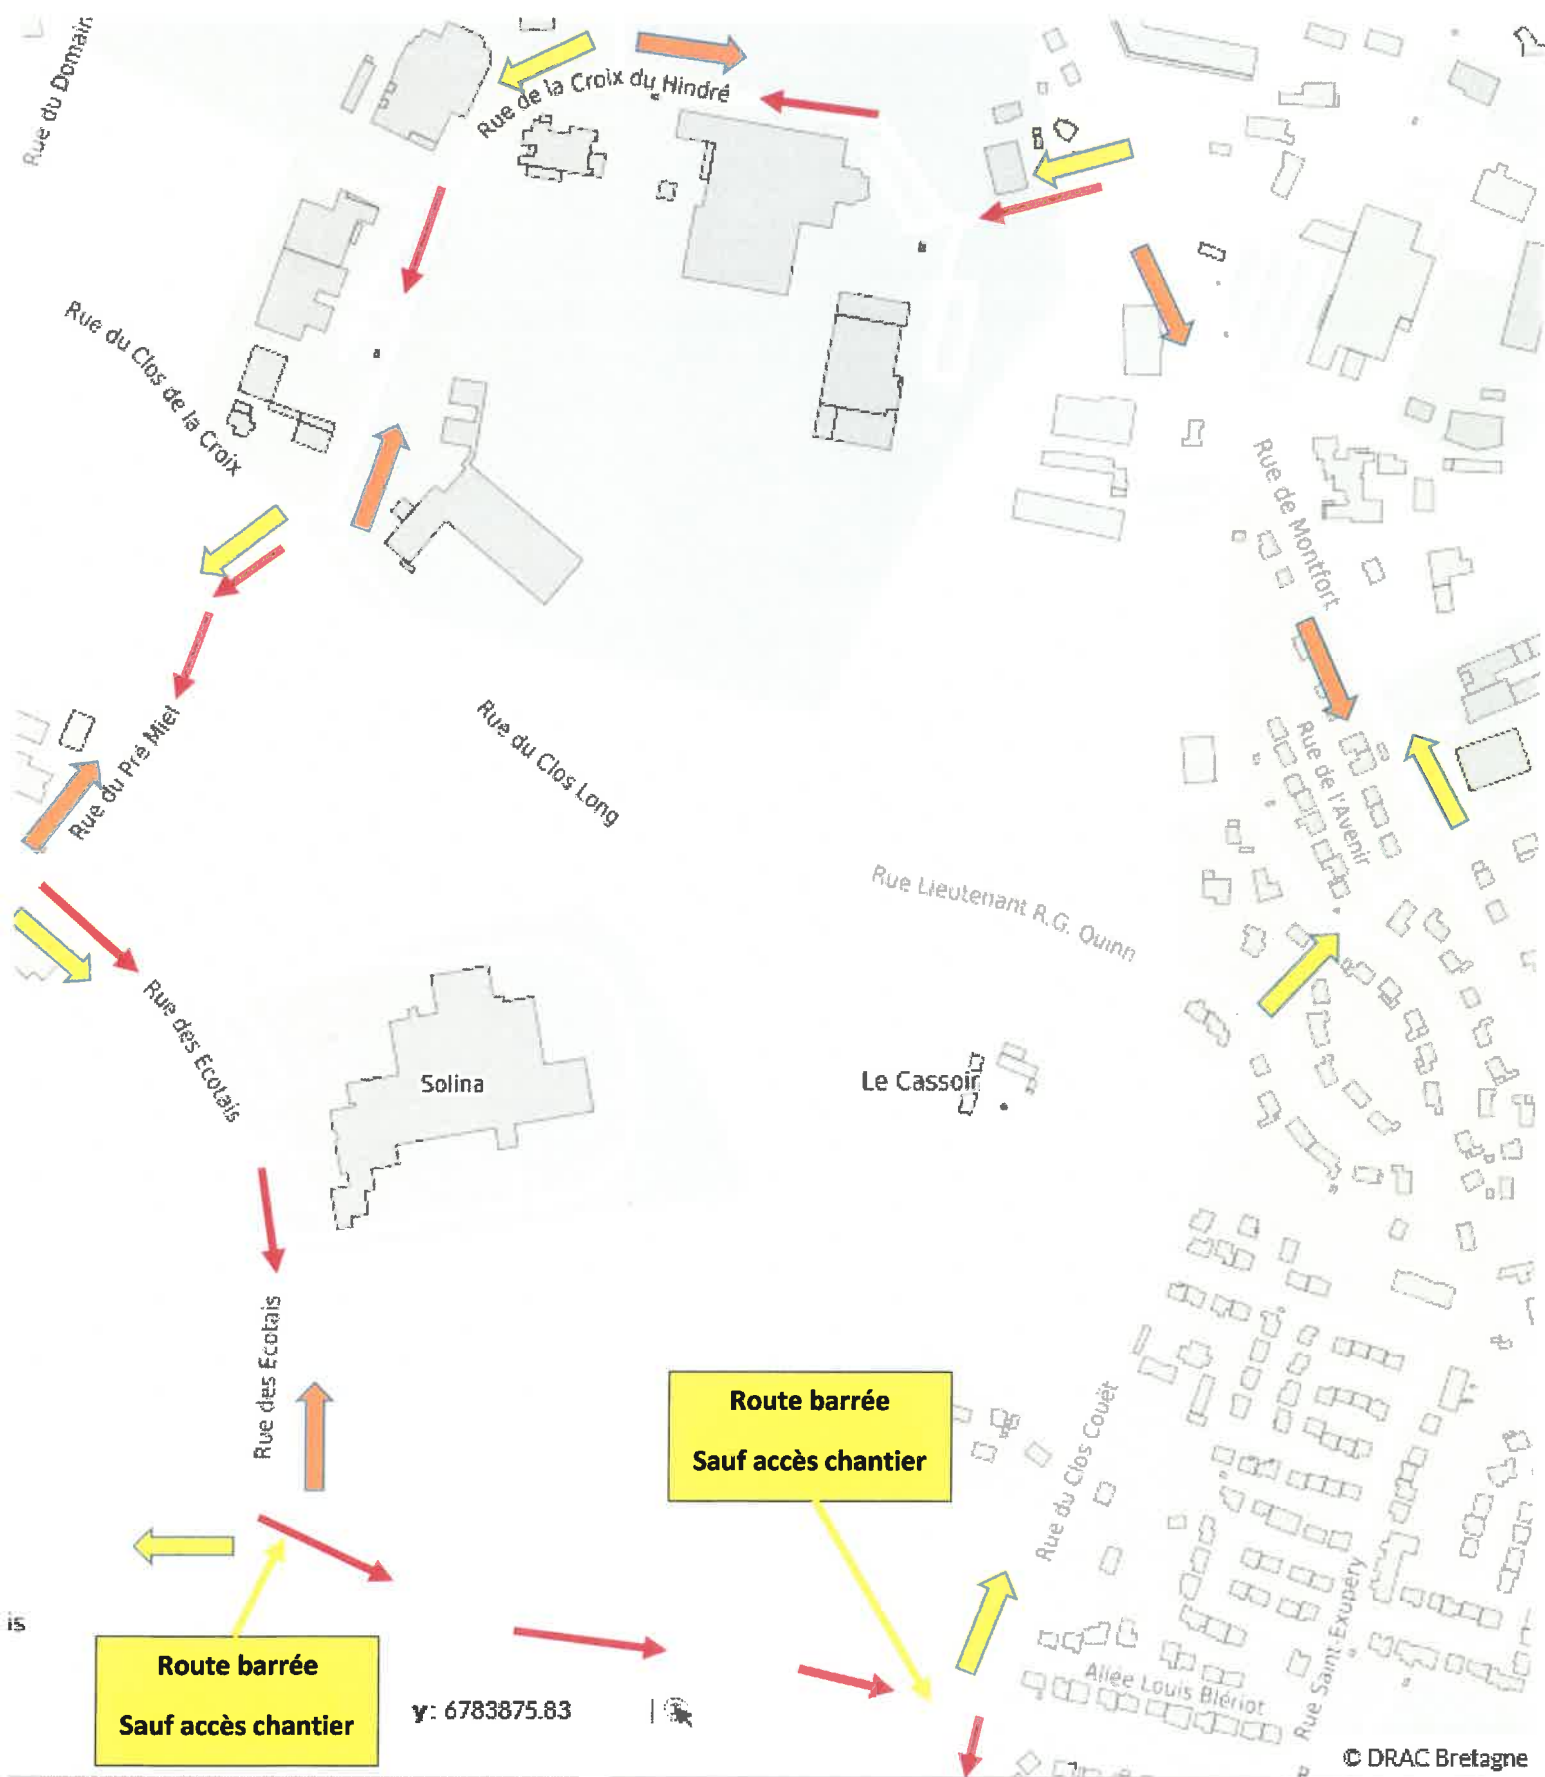 Rue du Domain
Rue de la Croix du Hindré
Rue du Clos de la Croix
Rue de Montfort
Rue du Pré Miel
Rue du Clos Long
Rue de l'Avenir
Rue Lieutenant R.G. Quinn
Rue des Ecotais
Solina
Le Cassoir
Rue des Ecotais
Route barrée
Sauf accès chantier
Rue du Clos Couët
is
Route barrée
Sauf accès chantier
y: 6783875.83
Allée Louis Blériot
Rue Saint-Exupéry
© DRAC Bretagne